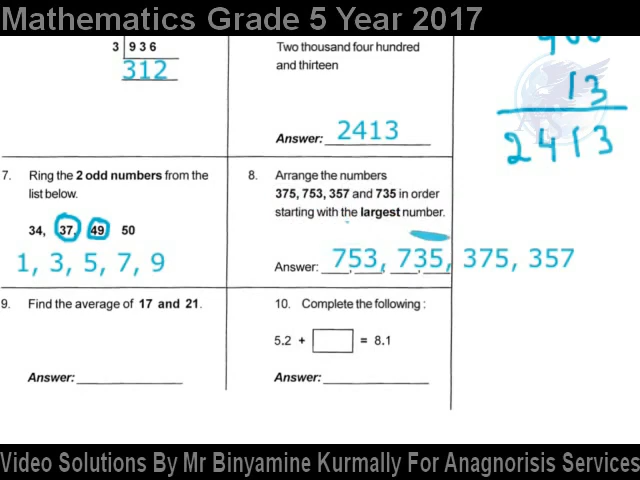 Mathematics Grade 5 Year 2017
3 936
312
Two thousand four hundred
and thirteen
Answer: 2413
13
2413
7. Ring the 2 odd numbers from the
list below.
34, 37, 49 50
1, 3, 5, 7, 9
8. Arrange the numbers
375, 753, 357 and 735 in order
starting with the largest number.
Answer: 753, 735, 375, 357
9. Find the average of 17 and 21.
Answer:
10. Complete the following :
5.2 + = 8.1
Answer:
Video Solutions By Mr Binyamine Kurmally For Anagnorisis Services